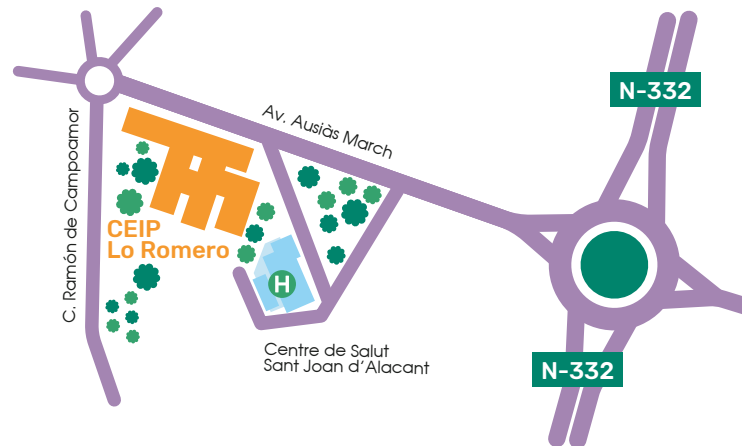 N-332
Av. Ausiàs March
C. Ramón de Campoamor
CEIP
Lo Romero
H
Centre de Salut
Sant Joan d'Alacant
N-332